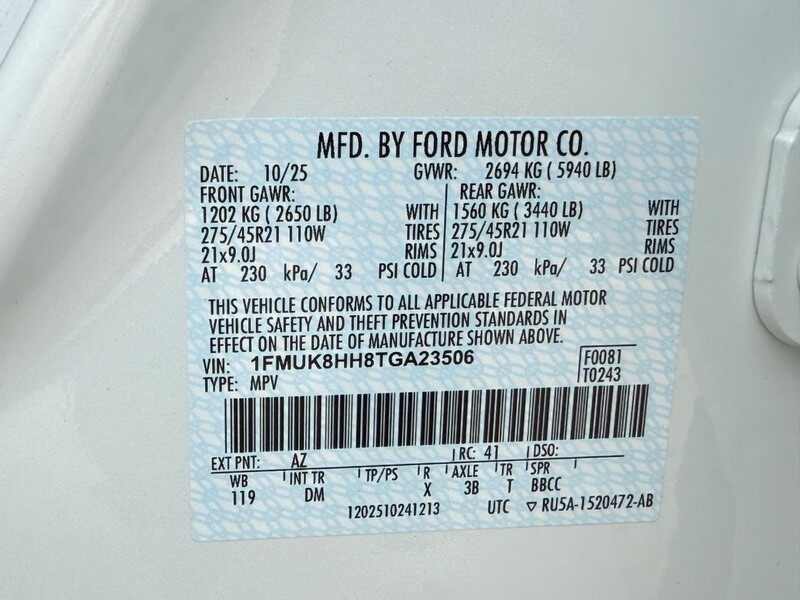 MFD. BY FORD MOTOR CO.
DATE: 10/25 GVWR: 2694 KG ( 5940 LB)
FRONT GAWR: REAR GAWR:
1202 KG ( 2650 LB) WITH 1560 KG ( 3440 LB) WITH
275/45R21 110W TIRES 275/45R21 110W TIRES
21x9.0J RIMS 21x9.0J RIMS
AT 230 kPa/ 33 PSI COLD AT 230 kPa/ 33 PSI COLD
THIS VEHICLE CONFORMS TO ALL APPLICABLE FEDERAL MOTOR
VEHICLE SAFETY AND THEFT PREVENTION STANDARDS IN
EFFECT ON THE DATE OF MANUFACTURE SHOWN ABOVE.
VIN: 1FMUK8HH8TGA23506 F0081
TYPE: MPV T0243
EXT PNT: AZ RC: 41 DSO:
WB INT TR TP/PS R AXLE TR SPR
119 DM X 3B T BBCC
1202510241213 UTC ▽ RU5A-1520472-AB